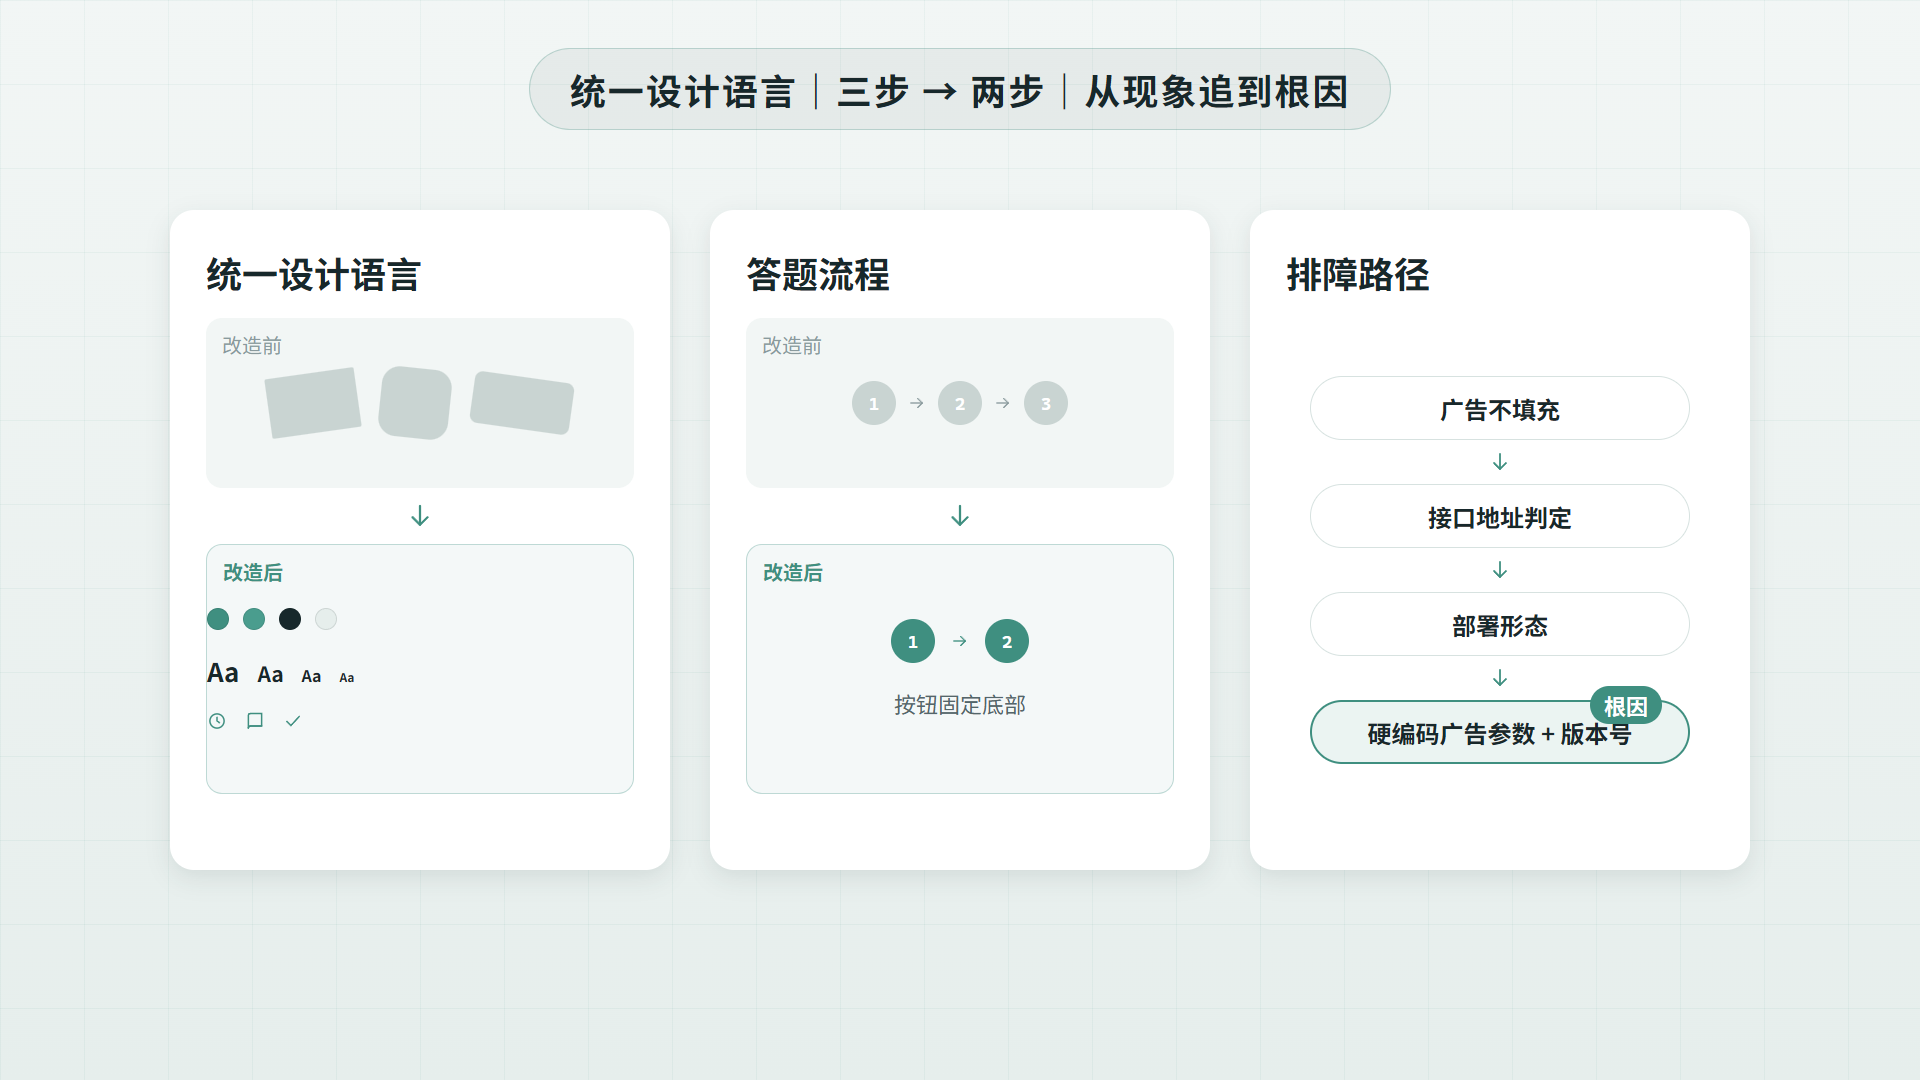 统一设计语言｜三步 → 两步｜从现象追到根因
统一设计语言
改造前
改造后
Aa Aa Aa Aa
答题流程
改造前
1 → 2 → 3
改造后
1 → 2
按钮固定底部
排障路径
广告不填充
接口地址判定
部署形态
根因
硬编码广告参数 + 版本号